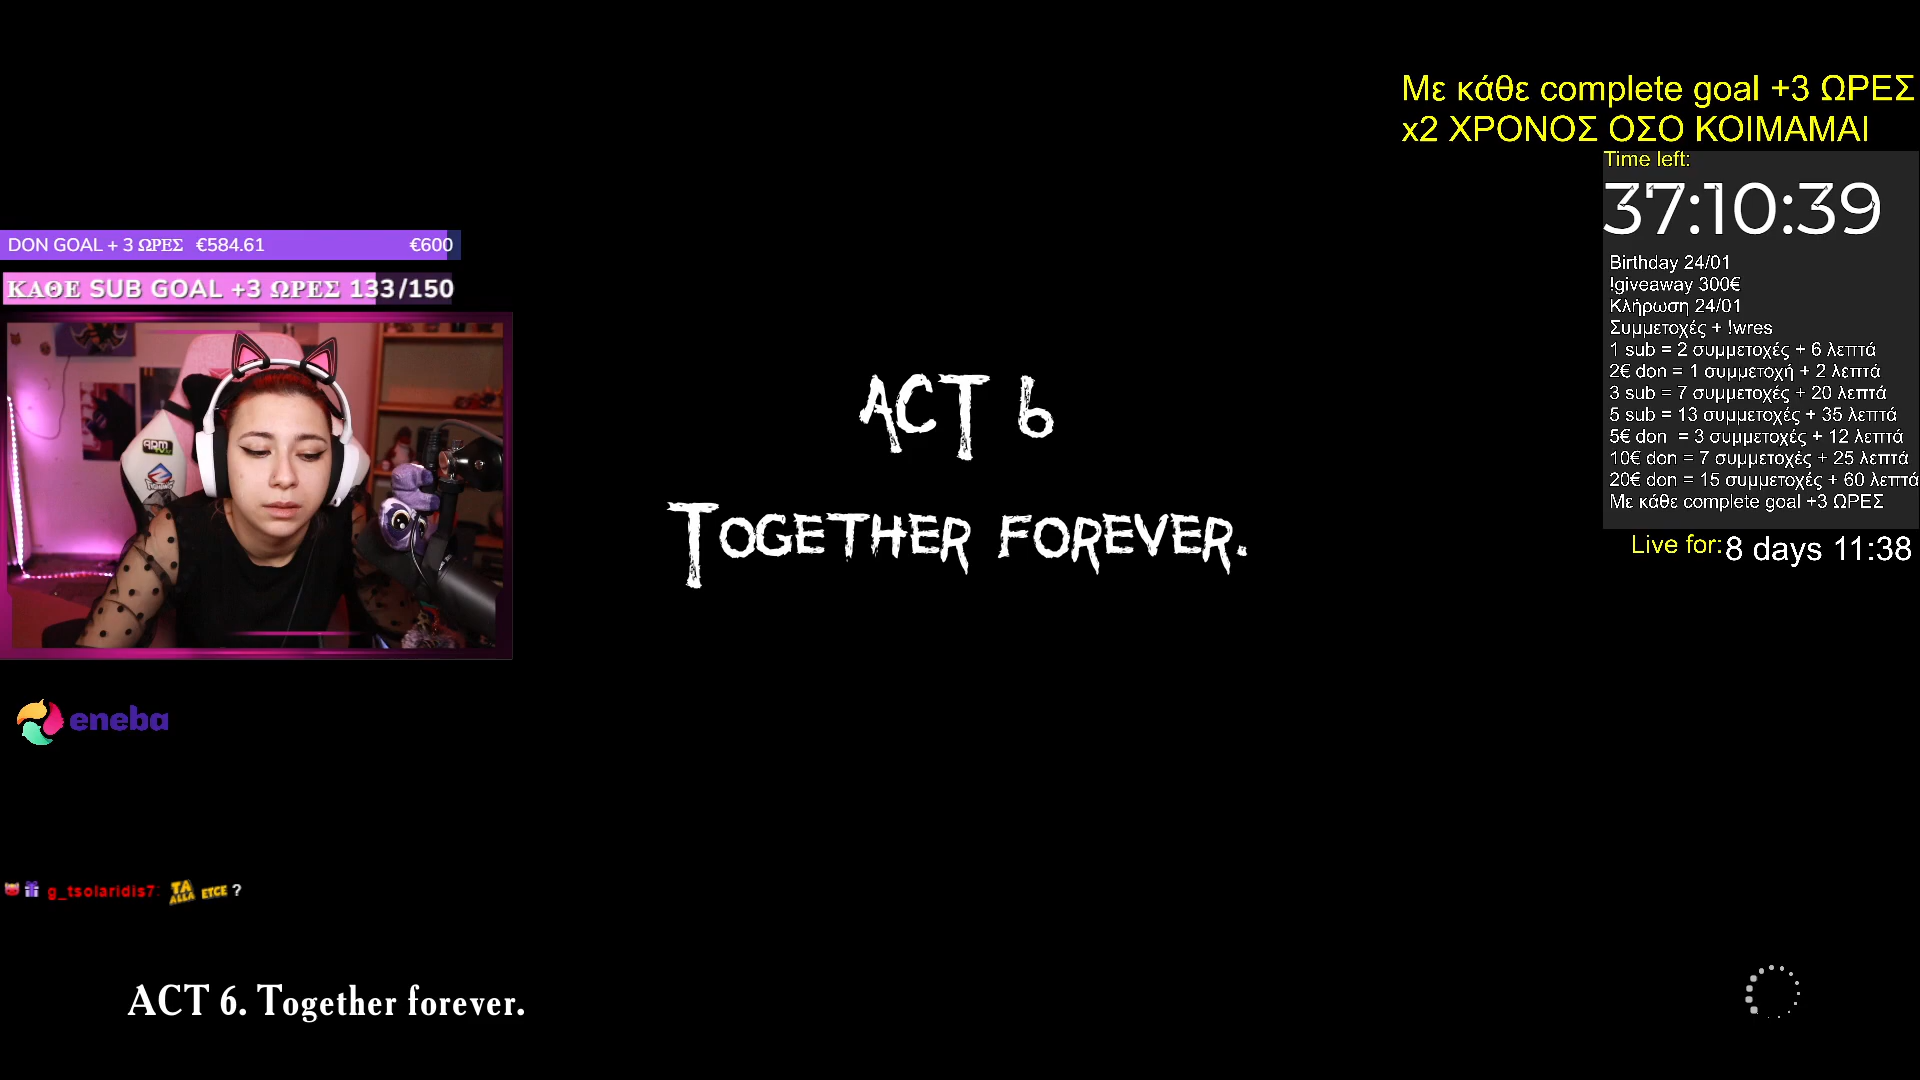 Με κάθε complete goal +3 ΩΡΕΣ
x2 ΧΡΟΝΟΣ ΟΣΟ ΚΟΙΜΑΜΑΙ
Time left:
37:10:39
Birthday 24/01
!giveaway 300€
Κλήρωση 24/01
Συμμετοχές + !wres
1 sub = 2 συμμετοχές + 6 λεπτά
2€ don = 1 συμμετοχή + 2 λεπτά
3 sub = 7 συμμετοχές + 20 λεπτά
5 sub = 13 συμμετοχές + 35 λεπτά
5€ don = 3 συμμετοχές + 12 λεπτά
10€ don = 7 συμμετοχές + 25 λεπτά
20€ don = 15 συμμετοχές + 60 λεπτά
Με κάθε complete goal +3 ΩΡΕΣ
Live for: 8 days 11:38
DON GOAL + 3 ΩΡΕΣ €584.61 €600
ΚΑΘΕ SUB GOAL +3 ΩΡΕΣ 133/150
ACT 6
TOGETHER FOREVER.
eneba
g_tsolaridis7: TA ALLA ETCE ?
ACT 6. Together forever.